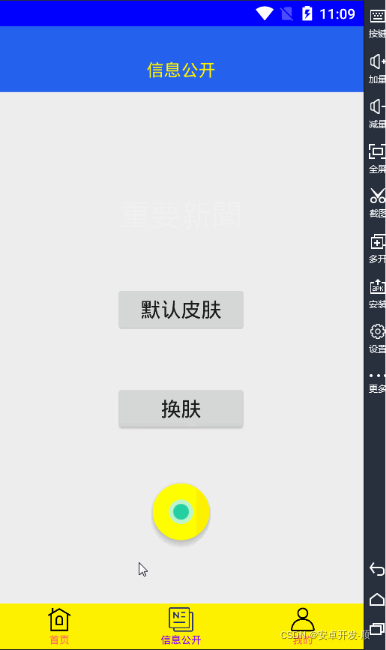 11:09
信息公开
重要新聞
默认皮肤
换肤
首页
信息公开
我的
按键
加量
减量
全屏
截图
多开
安装
设置
更多
CSDN @安卓开发-顺